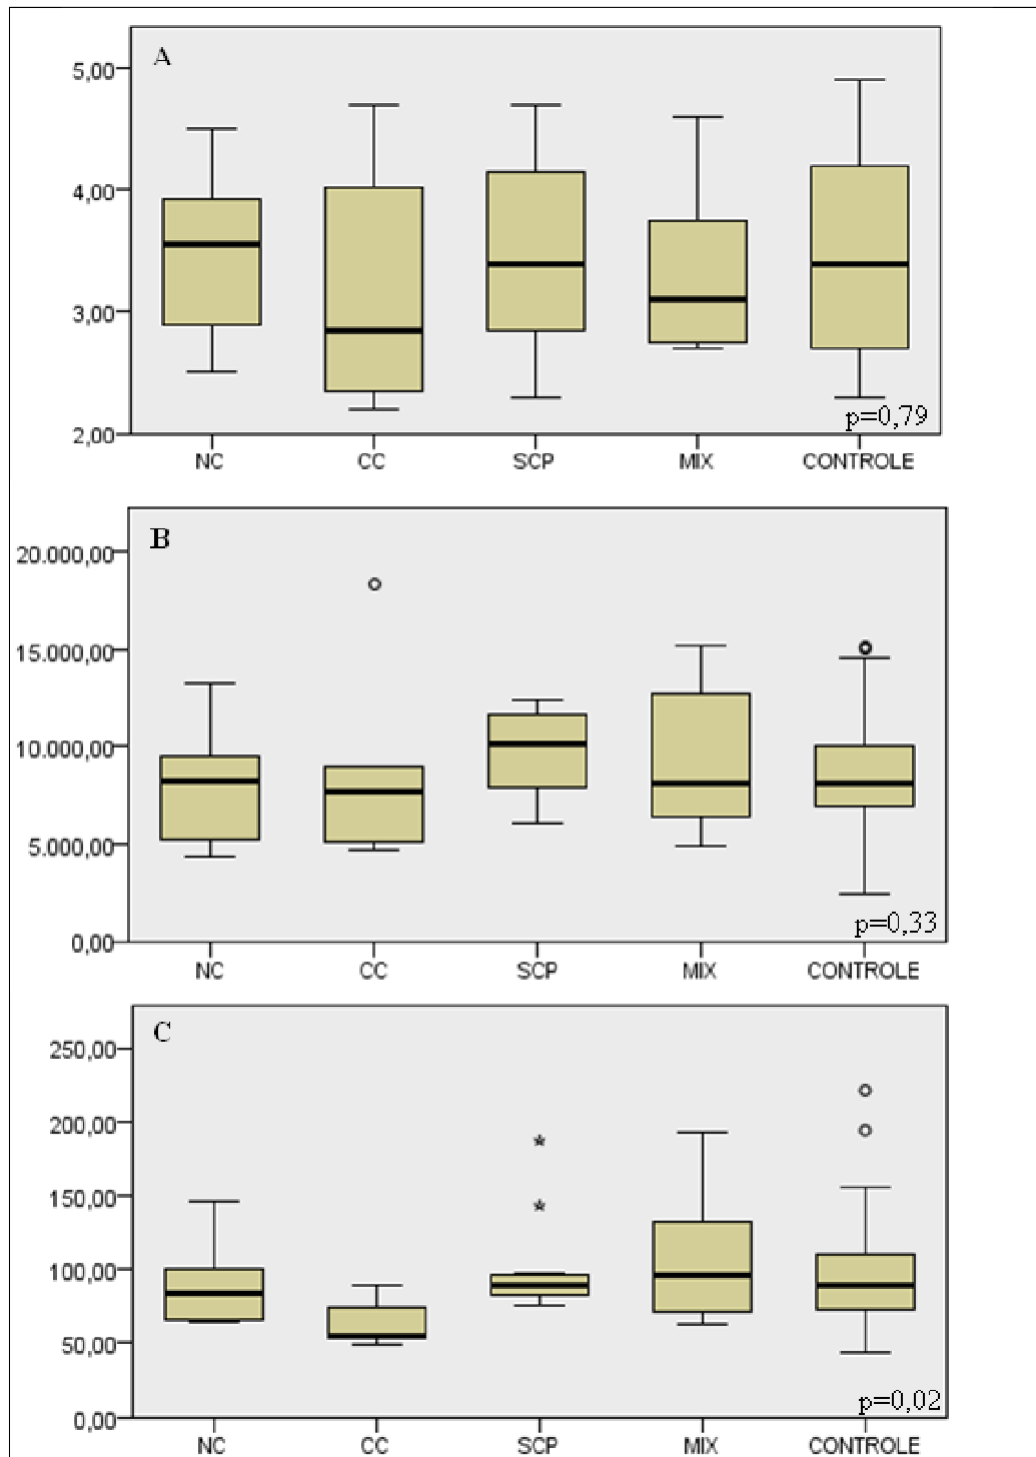 A
5,00
4,00
3,00
2,00
p=0,79
NC CC SCP MIX CONTROLE
B
20.000,00
15.000,00
10.000,00
5.000,00
0,00
p=0,33
NC CC SCP MIX CONTROLE
C
250,00
200,00
150,00
100,00
50,00
0,00
p=0,02
NC CC SCP MIX CONTROLE